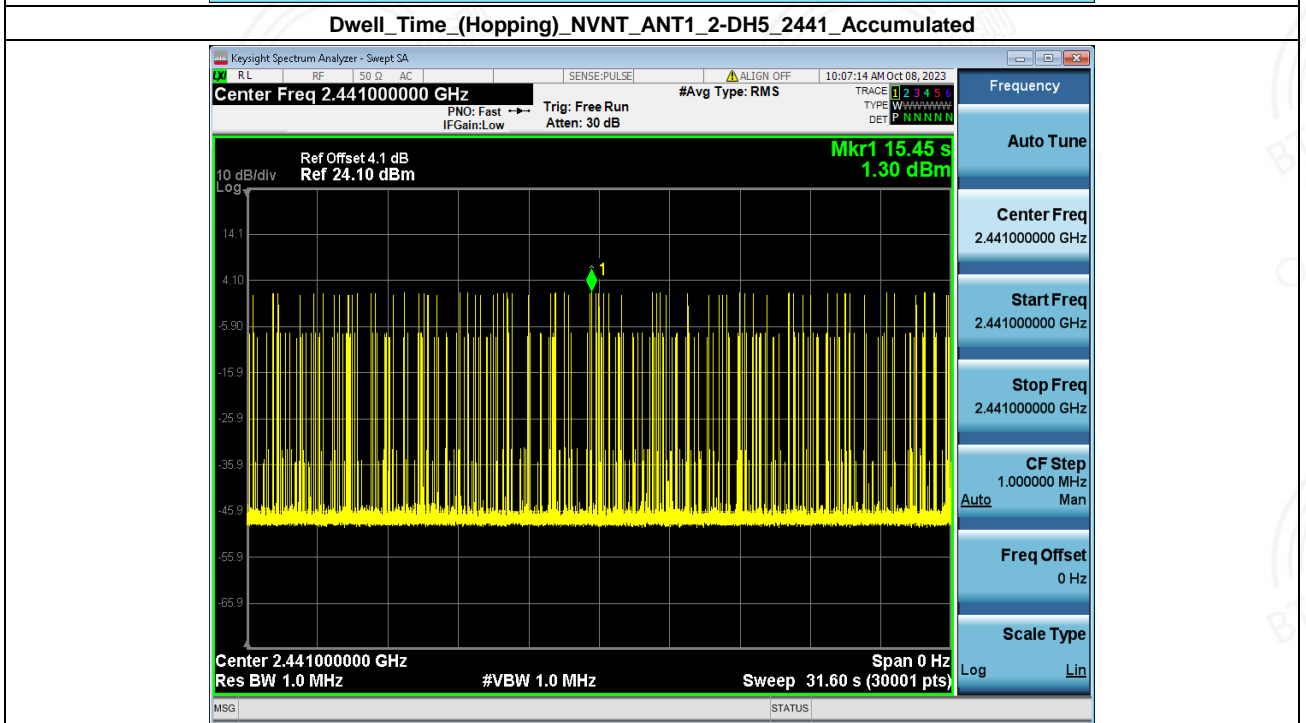 Dwell_Time_(Hopping)_NVNT_ANT1_2-DH5_2441_Accumulated
Keysight Spectrum Analyzer - Swept SA
LXI RL RF 50 Ω AC SENSE:PULSE ALIGN OFF 10:07:14 AM Oct 08, 2023
Center Freq 2.441000000 GHz
PNO: Fast
IFGain:Low
Trig: Free Run
Atten: 30 dB
#Avg Type: RMS
TRACE 1 2 3 4 5 6
TYPE WWWWWW
DET P N N N N N
Mkr1 15.45 s
1.30 dBm
Ref Offset 4.1 dB
10 dB/div Ref 24.10 dBm
Log
14.1
4.10
-5.90
-15.9
-25.9
-35.9
-45.9
-55.9
-65.9
1
Center 2.441000000 GHz Span 0 Hz
Res BW 1.0 MHz #VBW 1.0 MHz Sweep 31.60 s (30001 pts)
MSG STATUS
Frequency
Auto Tune
Center Freq
2.441000000 GHz
Start Freq
2.441000000 GHz
Stop Freq
2.441000000 GHz
CF Step
1.000000 MHz
Auto Man
Freq Offset
0 Hz
Scale Type
Log Lin